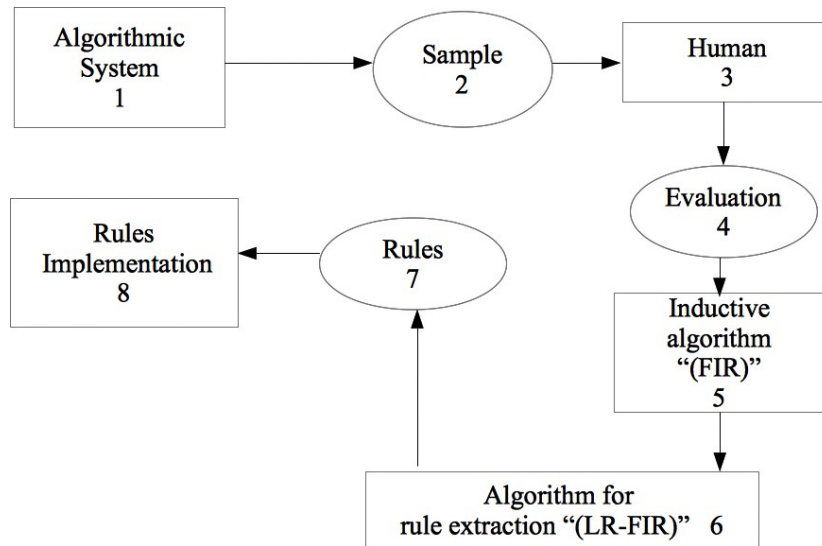 Algorithmic
System
1
Sample
2
Human
3
Evaluation
4
Inductive
algorithm
“(FIR)”
5
Algorithm for
rule extraction “(LR-FIR)” 6
Rules
7
Rules
Implementation
8